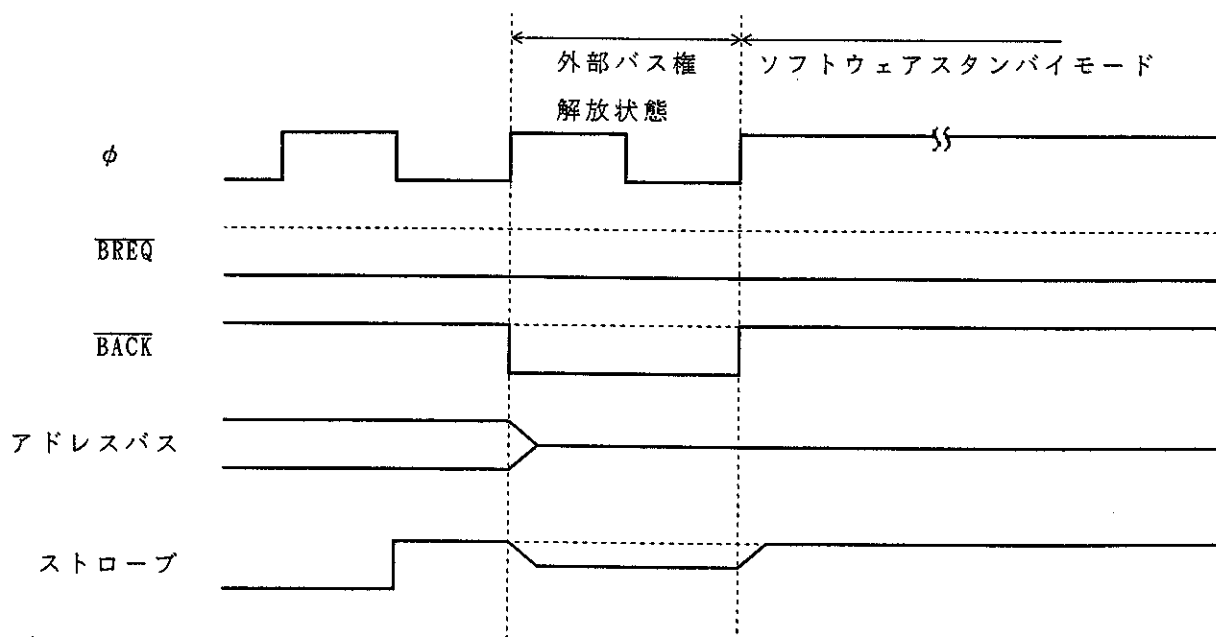 外部バス権
解放状態
ソフトウェアスタンバイモード
φ
BREQ
BACK
アドレスバス
ストローブ